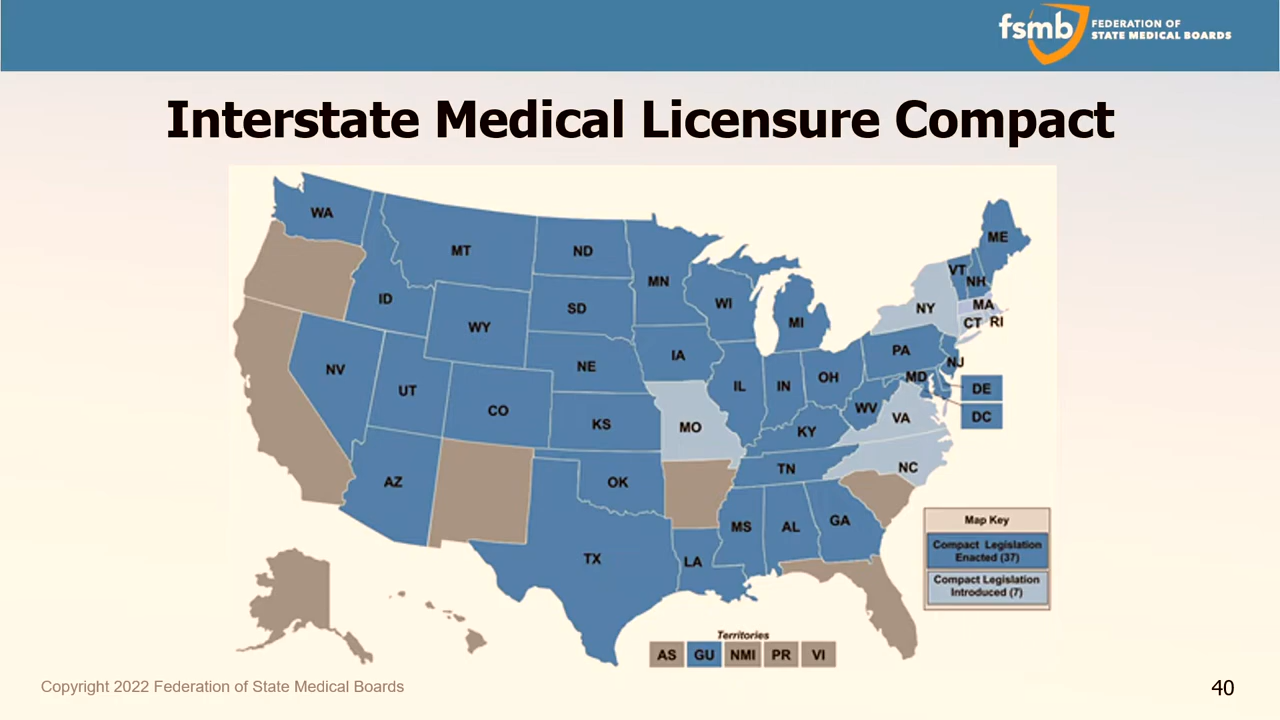 fsmb FEDERATION OF
STATE MEDICAL BOARDS
Interstate Medical Licensure Compact
WA
MT
ND
MN
ME
VT
NH
ID
SD
WI
MI
NY
MA
CT RI
WY
NV
UT
CO
NE
IA
IL
IN
OH
PA
NJ
MD
DE
DC
KS
MO
KY
WV
VA
AZ
OK
TN
NC
TX
LA
MS
AL
GA
Map Key
Compact Legislation
Enacted (37)
Compact Legislation
Introduced (7)
Territories
AS GU NMI PR VI
Copyright 2022 Federation of State Medical Boards
40